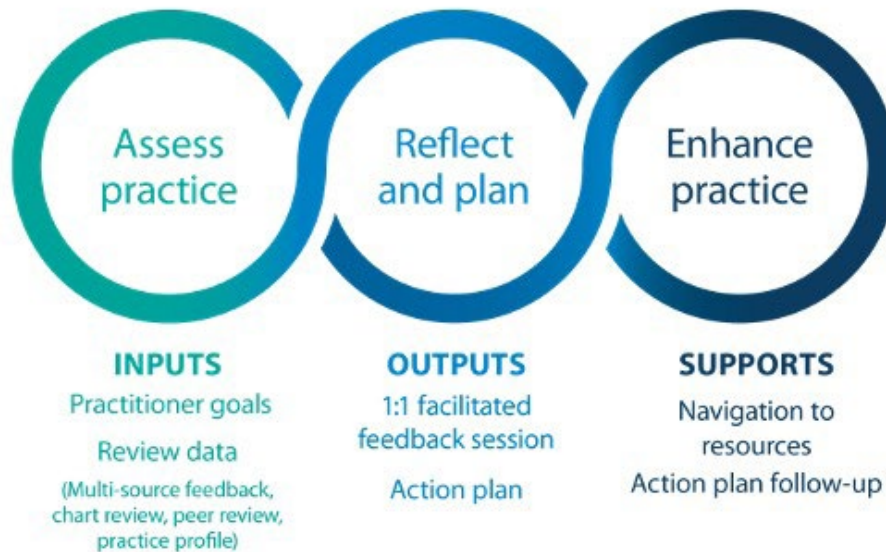 Assess
practice
Reflect
and plan
Enhance
practice
INPUTS
Practitioner goals
Review data
(Multi-source feedback,
chart review, peer review,
practice profile)
OUTPUTS
1:1 facilitated
feedback session
Action plan
SUPPORTS
Navigation to
resources
Action plan follow-up